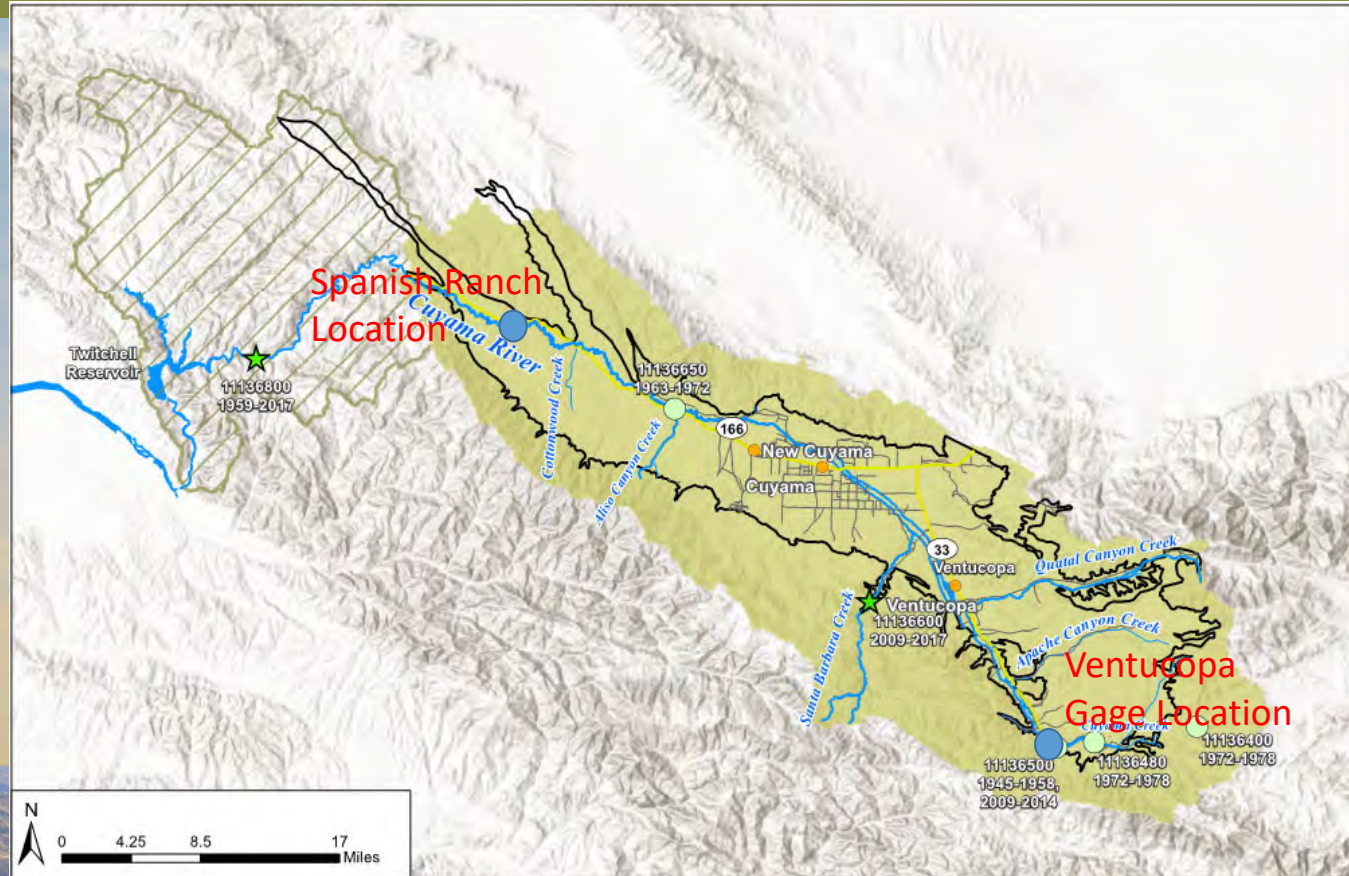 Spanish Ranch
Location
Cuyama River
Twitchell
Reservoir
11136800
1959-2017
Cottonwood Creek
11136650
1963-1972
Aliso Canyon Creek
166
New Cuyama
Cuyama
33
Ventucopa
Quatal Canyon Creek
Ventucopa
11136600
2009-2017
Santa Barbara Creek
Apache Canyon Creek
Ventucopa
Gage Location
Cuyama Creek
11136400
1972-1978
11136500
1945-1958,
2009-2014
11136480
1972-1978
N
0 4.25 8.5 17
Miles